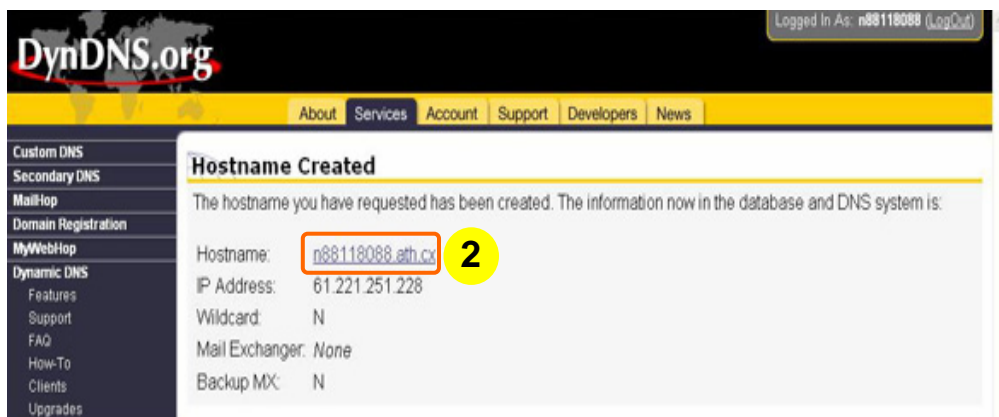 Logged In As: n88118088 (LogOut)
DynDNS.org
About Services Account Support Developers News
Custom DNS
Secondary DNS
MailHop
Domain Registration
MyWebHop
Dynamic DNS
Features
Support
FAQ
How-To
Clients
Upgrades
Hostname Created
The hostname you have requested has been created. The information now in the database and DNS system is:
Hostname: n88118088.ath.cx 2
IP Address: 61.221.251.228
Wildcard: N
Mail Exchanger: None
Backup MX: N